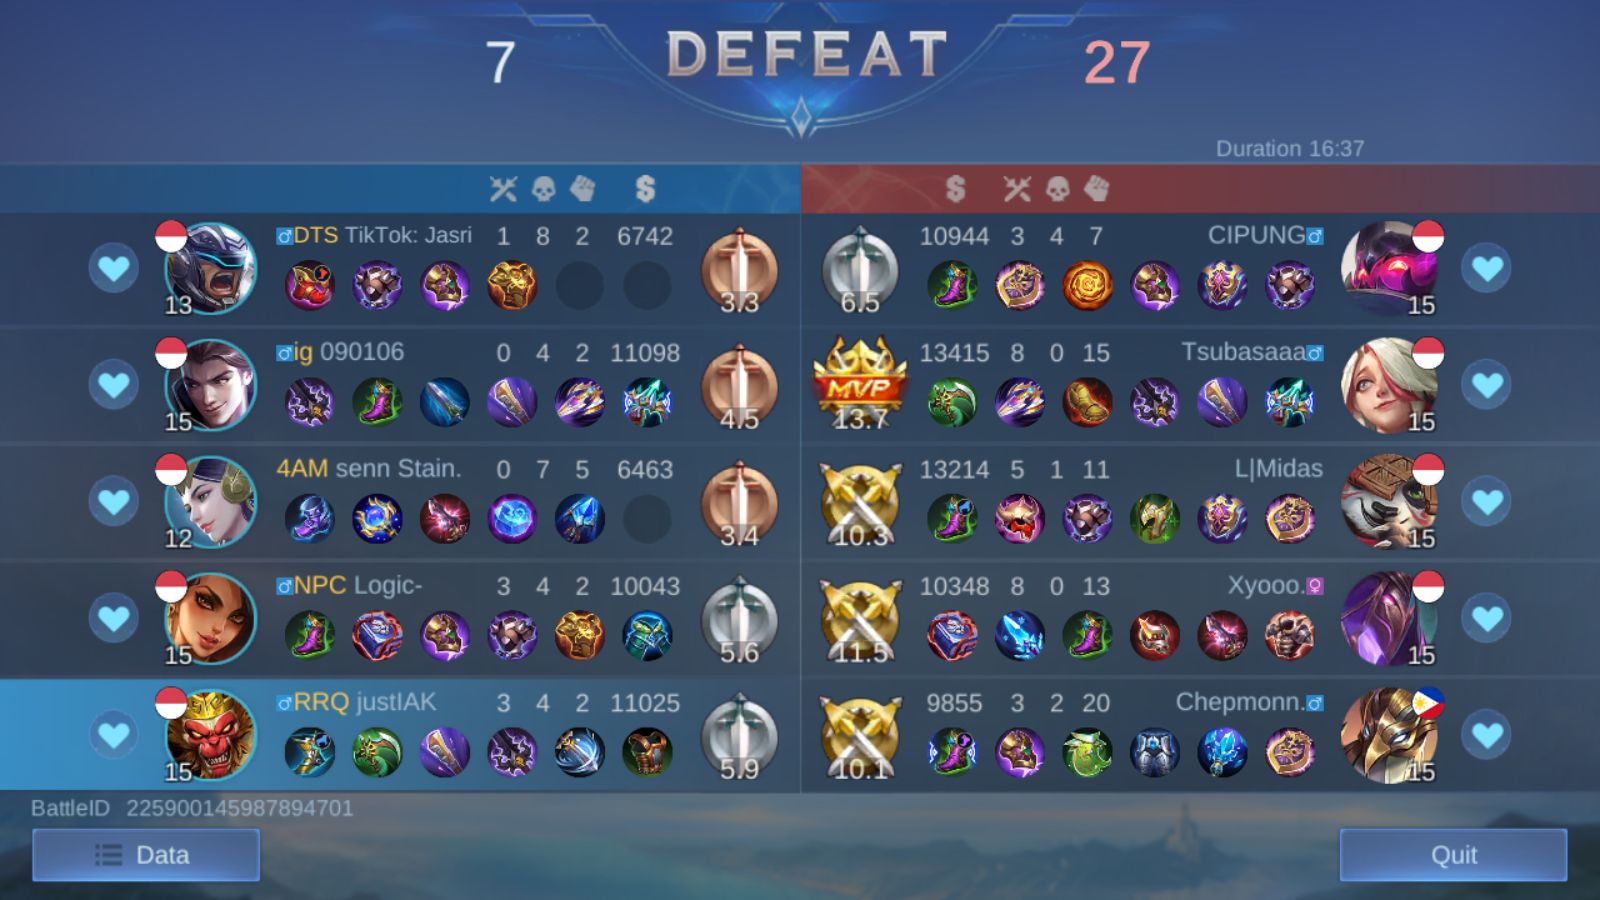 7 DEFEAT 27
Duration 16:37
DTS TikTok: Jasri 1 8 2 6742
13 3.3
6.5 10944 3 4 7 CIPUNG
15
ig 090106 0 4 2 11098
15 4.5
MVP 13.7 13415 8 0 15 Tsubasaaa
15
4AM senn Stain. 0 7 5 6463
12 3.4
10.3 13214 5 1 11 L|Midas
15
NPC Logic- 3 4 2 10043
15 5.6
11.5 10348 8 0 13 Xyooo.
15
RRQ justIAK 3 4 2 11025
15 5.9
10.1 9855 3 2 20 Chepmonn.
15
BattleID 225900145987894701
Data
Quit